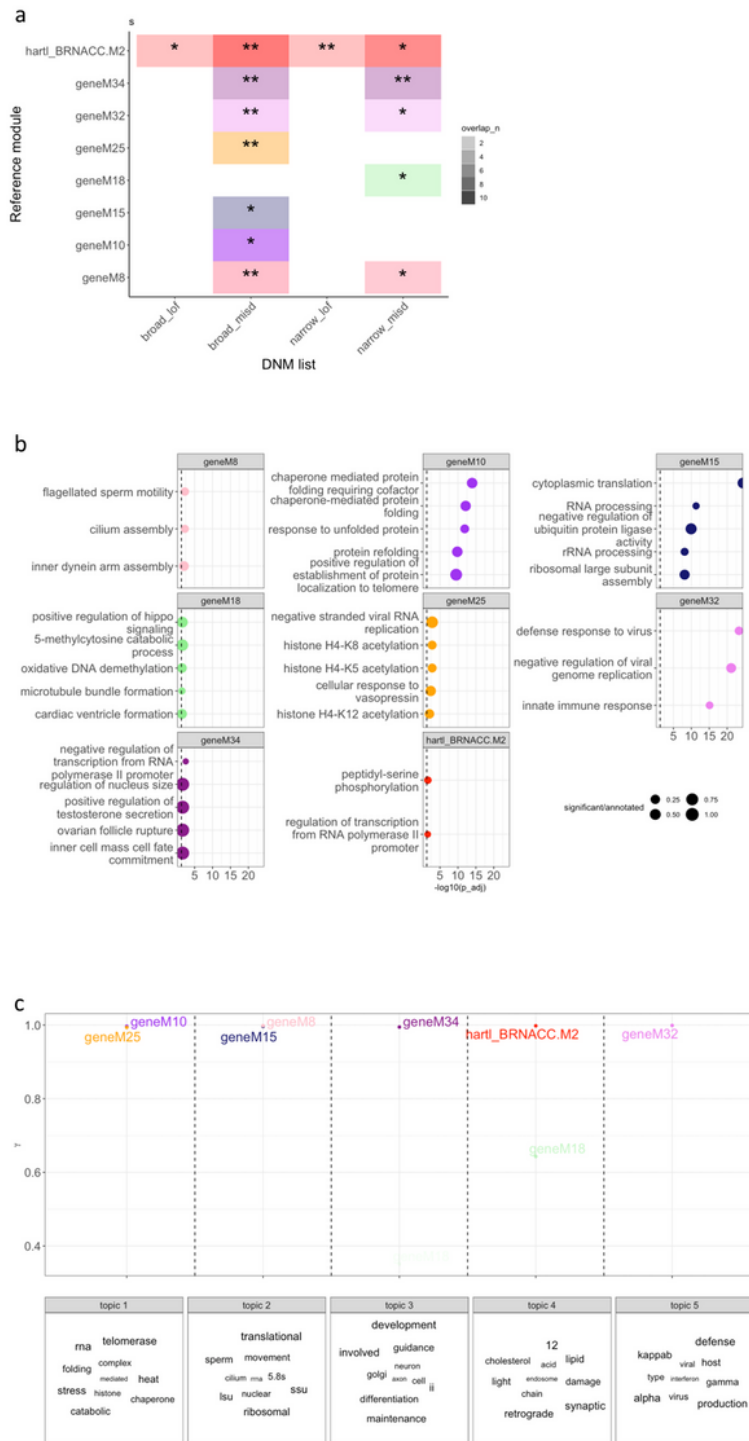 a
s
hartl_BRNACC.M2
geneM34
geneM32
geneM25
geneM18
geneM15
geneM10
geneM8
Reference module
* ** ** *
** **
** *
**
*
*
*
** *
broad_lof
broad_misd
narrow_lof
narrow_misd
DNM list
overlap_n
2
4
6
8
10
b
geneM8
flagellated sperm motility
cilium assembly
inner dynein arm assembly
geneM10
chaperone mediated protein
folding requiring cofactor
chaperone-mediated protein
folding
response to unfolded protein
protein refolding
positive regulation of
establishment of protein
localization to telomere
geneM15
cytoplasmic translation
RNA processing
negative regulation of
ubiquitin protein ligase
activity
rRNA processing
ribosomal large subunit
assembly
geneM18
positive regulation of hippo
signaling
5-methylcytosine catabolic
process
oxidative DNA demethylation
microtubule bundle formation
cardiac ventricle formation
geneM25
negative stranded viral RNA
replication
histone H4-K8 acetylation
histone H4-K5 acetylation
cellular response to
vasopressin
histone H4-K12 acetylation
geneM32
defense response to virus
negative regulation of viral
genome replication
innate immune response
5 10 15 20
geneM34
negative regulation of
transcription from RNA
polymerase II promoter
regulation of nucleus size
positive regulation of
testosterone secretion
ovarian follicle rupture
inner cell mass cell fate
commitment
5 10 15 20
hartl_BRNACC.M2
peptidyl-serine
phosphorylation
regulation of transcription
from RNA polymerase II
promoter
5 10 15 20
-log10(p_adj)
significant/annotated
0.25 0.75
0.50 1.00
c
γ
1.0
0.8
0.6
0.4
geneM10
geneM25
geneM8
geneM15
geneM34
hartl_BRNACC.M2
geneM32
geneM18
topic 1
rna telomerase
folding complex
mediated heat
stress histone
chaperone
catabolic
topic 2
translational
sperm movement
cilium rrna 5.8s
lsu nuclear ssu
ribosomal
topic 3
development
involved guidance
neuron
golgi axon cell
ii
differentiation
maintenance
topic 4
12
cholesterol acid lipid
light endosome damage
chain
synaptic
retrograde
topic 5
defense
kappab viral host
type interferon gamma
alpha virus
production